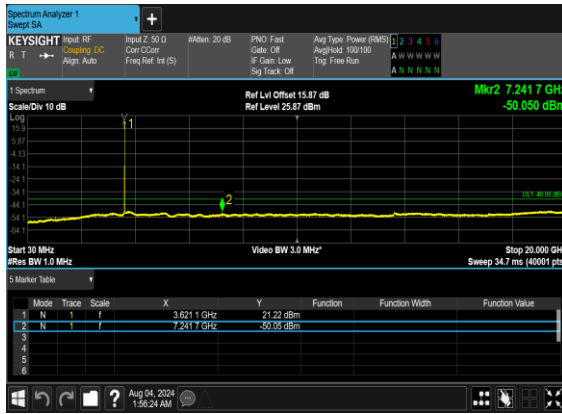 Spectrum Analyzer 1
Swept SA
+
KEYSIGHT Input: RF Input Z: 50 Ω #Atten: 20 dB PNO: Fast Avg Type: Power (RMS) 1 2 3 4 5 6
R T Coupling: DC Corr CCorr Gate: Off Avg|Hold: 100/100 A W W W W W
Align: Auto Freq Ref: Int (S) IF Gain: Low Trig: Free Run
Sig Track: Off A N N N N N
1 Spectrum Ref Lvl Offset 15.87 dB Mkr2 7.241 7 GHz
Scale/Div 10 dB Ref Level 25.87 dBm -50.050 dBm
Log
15.9
1
5.87
-4.13
-14.1
-24.1
-34.1
2
-44.1
-54.1
-64.1
Start 30 MHz Video BW 3.0 MHz* Stop 20.000 GHz
#Res BW 1.0 MHz Sweep 34.7 ms (40001 pts)
5 Marker Table
Mode Trace Scale X Y Function Function Width Function Value
1 N 1 f 3.621 1 GHz 21.22 dBm
2 N 1 f 7.241 7 GHz -50.05 dBm
3
4
5
6
? Aug 04, 2024
1:56:24 AM